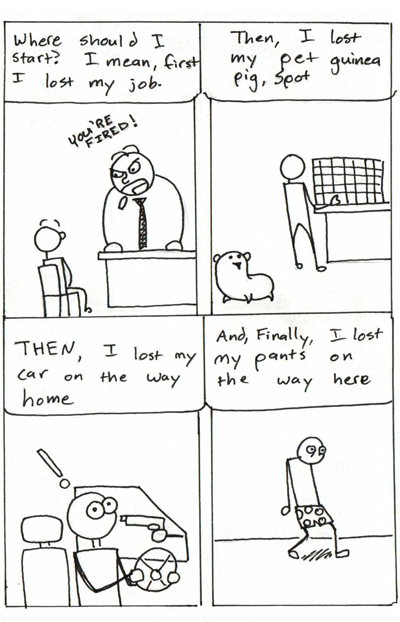 Where should I
start? I mean, first
I lost my job.
YOU'RE
FIRED!
Then, I lost
my pet guinea
pig, Spot
THEN, I lost my
car on the way
home
!
And, Finally, I lost
my pants on
the way here